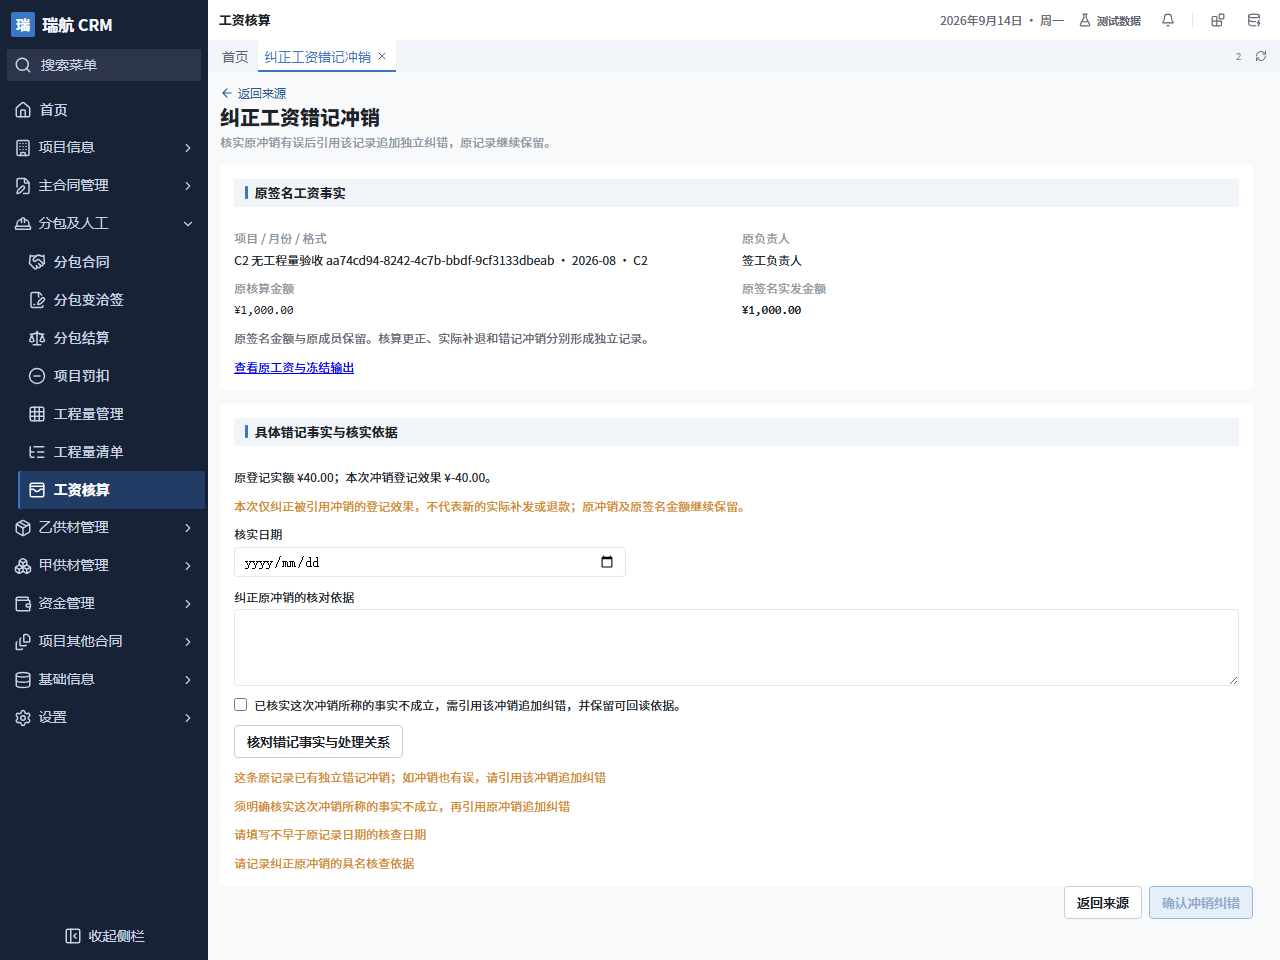 瑞 瑞航 CRM
搜索菜单
首页
项目信息
主合同管理
分包及人工
分包合同
分包变洽签
分包结算
项目罚扣
工程量管理
工程量清单
工资核算
乙供材管理
甲供材管理
资金管理
项目其他合同
基础信息
设置
收起侧栏
工资核算
2026年9月14日 · 周一
测试数据
首页
纠正工资错记冲销
2
返回来源
纠正工资错记冲销
核实原冲销有误后引用该记录追加独立纠错，原记录继续保留。
原签名工资事实
项目 / 月份 / 格式
原负责人
C2 无工程量验收 aa74cd94-8242-4c7b-bbdf-9cf3133dbeab · 2026-08 · C2
签工负责人
原核算金额
原签名实发金额
¥1,000.00
¥1,000.00
原签名金额与原成员保留。核算更正、实际补退和错记冲销分别形成独立记录。
查看原工资与冻结输出
具体错记事实与核实依据
原登记实额 ¥40.00；本次冲销登记效果 ¥-40.00。
本次仅纠正被引用冲销的登记效果，不代表新的实际补发或退款；原冲销及原签名金额继续保留。
核实日期
yyyy/mm/dd
纠正原冲销的核对依据
已核实这次冲销所称的事实不成立，需引用该冲销追加纠错，并保留可回读依据。
核对错记事实与处理关系
这条原记录已有独立错记冲销；如冲销也有误，请引用该冲销追加纠错
须明确核实这次冲销所称的事实不成立，再引用原冲销追加纠错
请填写不早于原记录日期的核查日期
请记录纠正原冲销的具名核查依据
返回来源
确认冲销纠错